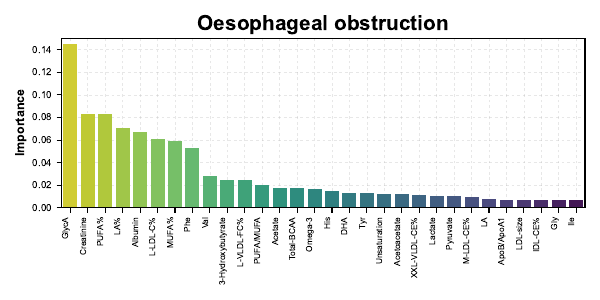 Oesophageal obstruction
Importance
0.14
0.12
0.10
0.08
0.06
0.04
0.02
0.00
GlycA
Creatinine
PUFA%
LA%
Albumin
L-LDL-C%
MUFA%
Phe
Val
3-Hydroxybutyrate
L-VLDL-FC%
PUFA/MUFA
Acetate
Total-BCAA
Omega-3
His
DHA
Tyr
Unsaturation
Acetoacetate
XXL-VLDL-CE%
Lactate
Pyruvate
M-LDL-CE%
LA
ApoB/ApoA1
LDL-size
IDL-CE%
Gly
Ile